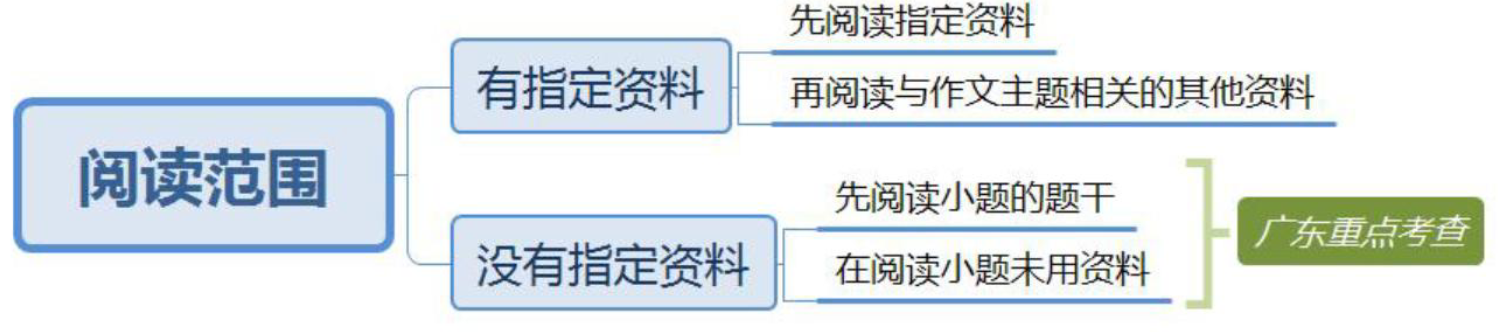 阅读范围
有指定资料
先阅读指定资料
再阅读与作文主题相关的其他资料
没有指定资料
先阅读小题的题干
在阅读小题未用资料
广东重点考查